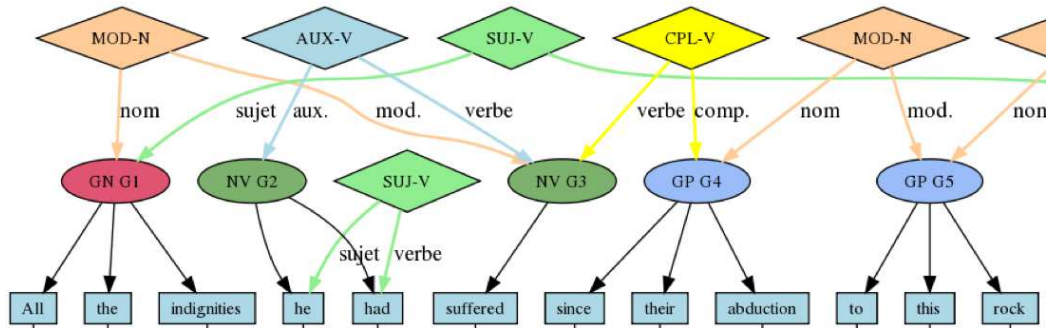 MOD-N AUX-V SUJ-V CPL-V MOD-N
nom sujet aux. mod. verbe verbe comp. nom mod. nom
GN G1 NV G2 SUJ-V NV G3 GP G4 GP G5
sujet verbe
All the indignities he had suffered since their abduction to this rock